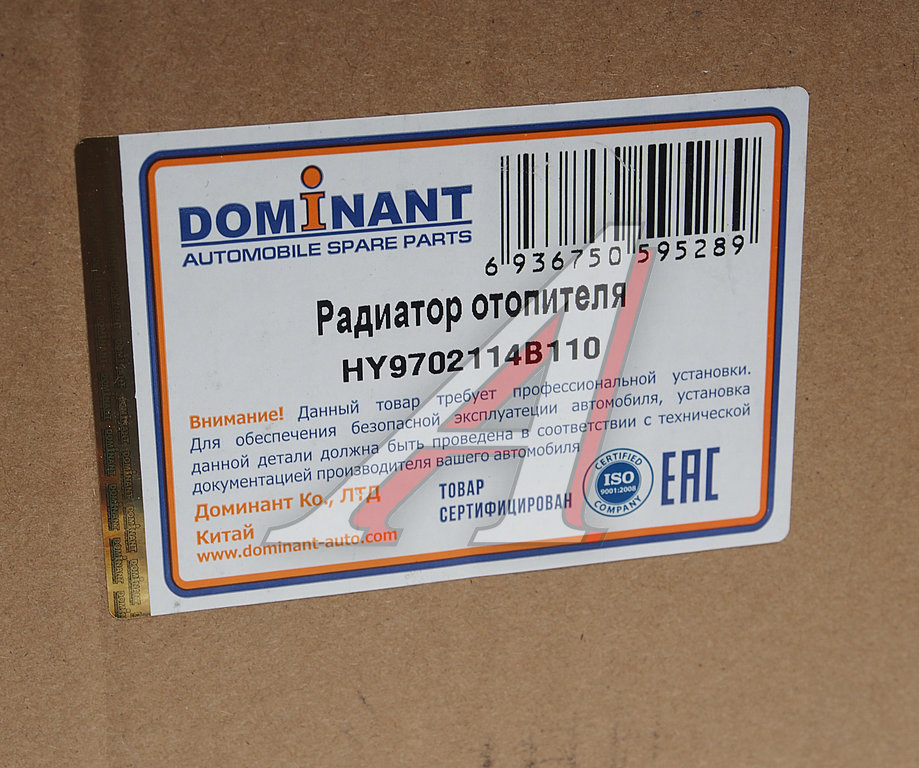 DOMiNANT
AUTOMOBILE SPARE PARTS
6 936750 595289
Радиатор отопителя
HY9702114B110
Внимание! Данный товар требует профессиональной установки.
Для обеспечения безопасной эксплуатеции автомобиля, установка
данной детали должна быть проведена в соответствии с технической
документацией производителя вашего автомобиля
Доминант Ко., ЛТД
Китай
www.dominant-auto.com
ТОВАР
СЕРТИФИЦИРОВАН
CERTIFIED
ISO
9001:2008
COMPANY
EAC